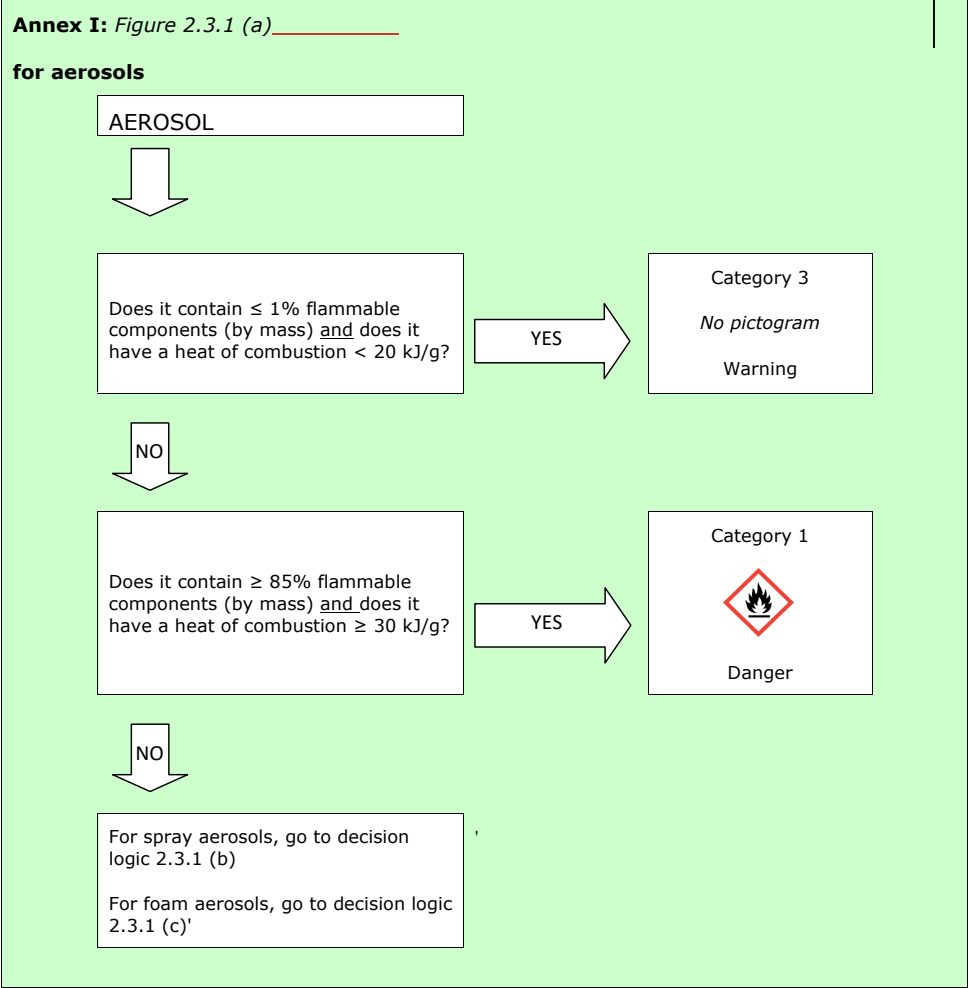 Annex I: Figure 2.3.1 (a)
for aerosols
AEROSOL
Does it contain ≤ 1% flammable
components (by mass) and does it
have a heat of combustion < 20 kJ/g?
YES
Category 3
No pictogram
Warning
NO
Does it contain ≥ 85% flammable
components (by mass) and does it
have a heat of combustion ≥ 30 kJ/g?
YES
Category 1
Danger
NO
For spray aerosols, go to decision
logic 2.3.1 (b)
For foam aerosols, go to decision logic
2.3.1 (c)'
'